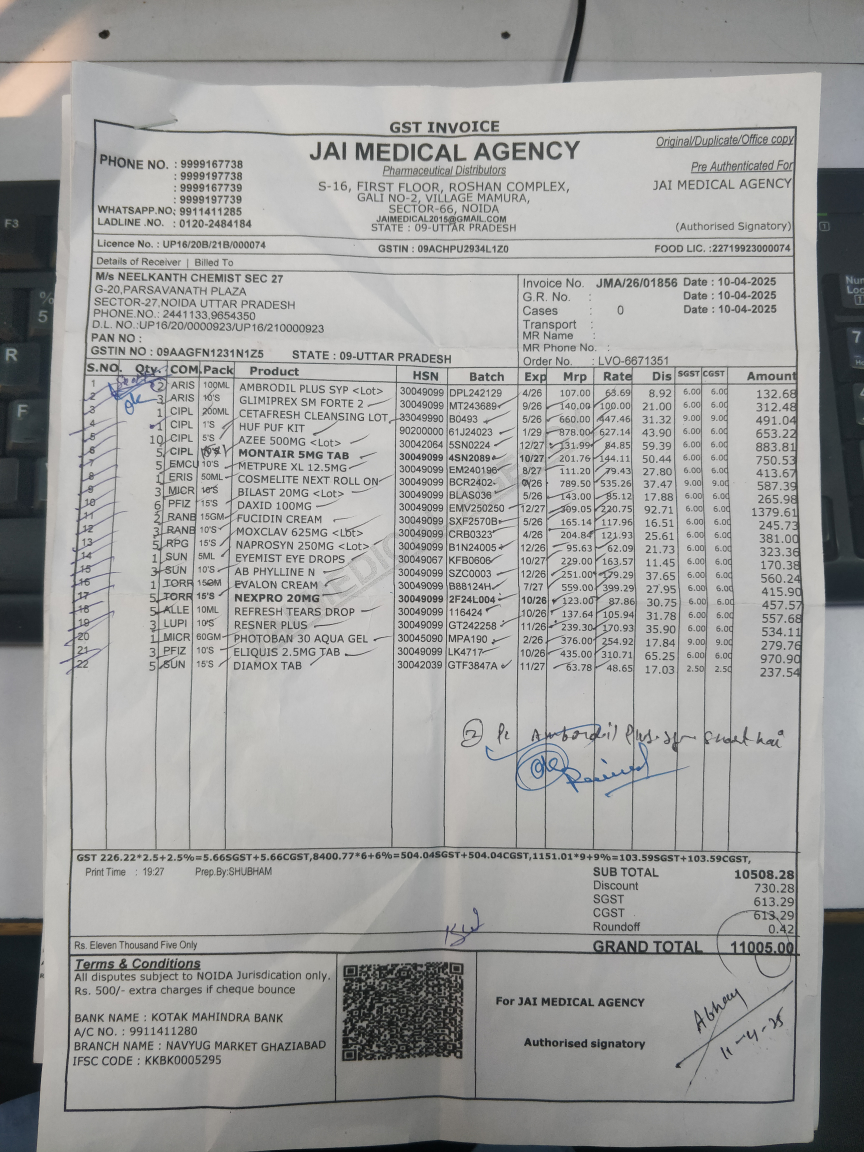 GST INVOICE
Original/Duplicate/Office copy
JAI MEDICAL AGENCY
Pharmaceutical Distributors
S-16, FIRST FLOOR, ROSHAN COMPLEX,
GALI NO-2, VILLAGE MAMURA,
SECTOR-66, NOIDA
JAIMEDICAL2015@GMAIL.COM
STATE : 09-UTTAR PRADESH
PHONE NO. : 9999167738
: 9999197738
: 9999167739
: 9999197739
WHATSAPP.NO: 9911411285
LADLINE .NO. : 0120-2484184
Pre Authenticated For
JAI MEDICAL AGENCY
(Authorised Signatory)
Licence No. : UP16/20B/21B/000074 GSTIN : 09ACHPU2934L1Z0 FOOD LIC. :22719923000074
Details of Receiver | Billed To
M/s NEELKANTH CHEMIST SEC 27
G-20,PARSAVANATH PLAZA
SECTOR-27,NOIDA UTTAR PRADESH
PHONE NO. : 2441133,9654350
D.L. NO.:UP16/20/0000923/UP16/210000923
PAN NO :
GSTIN NO : 09AAGFN1231N1Z5 STATE : 09-UTTAR PRADESH
Invoice No. JMA/26/01856 Date : 10-04-2025
G.R. No. : Date : 10-04-2025
Cases : 0 Date : 10-04-2025
Transport :
MR Name :
MR Phone No. :
Order No. : LVO-6671351
S.NO. Qty. COM. Pack Product HSN Batch Exp Mrp Rate Dis SGST CGST Amount
1 2 ARIS 100ML AMBRODIL PLUS SYP <Lot> 30049099 DPL242129 4/26 107.00 63.69 8.92 6.00 6.00 132.68
2 3 ARIS 10'S GLIMIPREX SM FORTE 2 30049099 MT243689 9/26 140.09 100.00 21.00 6.00 6.00 312.48
3 1 CIPL 200ML CETAFRESH CLEANSING LOT 33049990 B0493 5/26 660.00 447.46 31.32 9.00 9.00 491.04
4 1 CIPL 1'S HUF PUF KIT 90200000 61J24023 1/29 878.00 627.14 43.90 6.00 6.00 653.22
5 10 CIPL 5'S AZEE 500MG <Lot> 30042064 5SN0224 12/27 131.99 84.85 59.39 6.00 6.00 883.81
6 5 CIPL 15'S MONTAIR 5MG TAB 30049099 4SN2089 10/27 201.76 144.11 50.44 6.00 6.00 750.53
7 5 EMCU 10'S METPURE XL 12.5MG 30049099 EM240196 8/27 111.20 79.43 27.80 6.00 6.00 413.67
8 1 ERIS 50ML COSMELITE NEXT ROLL ON 30049099 BCR2402 789.50 535.26 37.47 9.00 9.00 587.39
9 3 MICR 10'S BILAST 20MG <Lot> 30049099 BLAS036 5/26 143.00 85.12 17.88 6.00 6.00 265.98
10 6 PFIZ 10'S DAXID 100MG 30049099 EMV250250 12/27 309.05 220.75 92.71 6.00 6.00 1379.61
11 2 RANB 15GM FUCIDIN CREAM 30049099 SXF2570B 5/26 165.14 117.96 16.51 6.00 6.00 245.73
12 3 RANB 10'S MOXCLAV 625MG <Lot> 30049099 CRB0323 4/26 204.84 121.93 25.61 6.00 6.00 381.00
13 5 RPG 15'S NAPROSYN 250MG <Lot> 30049099 B1N24005 12/26 95.63 62.09 21.73 6.00 6.00 323.36
14 1 SUN 5ML EYEMIST EYE DROPS 30049067 KFB0606 10/27 229.00 163.57 11.45 6.00 6.00 170.38
15 3 SUN 10'S AB PHYLLINE N 30049099 SZC0003 12/26 251.00 179.29 37.65 6.00 6.00 560.24
16 1 TORR 15GM EVALON CREAM 30049099 B88124H 7/27 559.00 399.29 27.95 6.00 6.00 415.90
17 5 TORR 15'S NEXPRO 20MG 30049099 2F24L004 10/26 123.00 87.86 30.75 6.00 6.00 457.57
18 5 ALLE 10ML REFRESH TEARS DROP 30049099 116424 10/26 137.64 105.94 31.78 6.00 6.00 557.68
19 3 LUPI 10'S RESNER PLUS 30049099 GT242258 11/26 239.30 170.93 35.90 6.00 6.00 534.11
20 1 MICR 60GM PHOTOBAN 30 AQUA GEL 30045090 MPA190 2/26 376.00 254.92 17.84 9.00 9.00 279.76
21 3 PFIZ 10'S ELIQUIS 2.5MG TAB 30049099 LK4717 10/26 435.00 310.71 65.25 6.00 6.00 970.90
22 5 SUN 15'S DIAMOX TAB 30042039 GTF3847A 11/27 63.78 48.65 17.03 2.50 2.50 237.54
2 Pc Ambordil Plus syp short hai
ok
Received
GST 226.22*2.5+2.5%=5.66SGST+5.66CGST,8400.77*6+6%=504.04SGST+504.04CGST,1151.01*9+9%=103.59SGST+103.59CGST,
Print Time : 19:27 Prep.By:SHUBHAM
SUB TOTAL 10508.28
Discount 730.28
SGST 613.29
CGST 613.29
Roundoff 0.42
Rs. Eleven Thousand Five Only
GRAND TOTAL 11005.00
Terms & Conditions
All disputes subject to NOIDA Jurisdication only.
Rs. 500/- extra charges if cheque bounce
BANK NAME : KOTAK MAHINDRA BANK
A/C NO. : 9911411280
BRANCH NAME : NAVYUG MARKET GHAZIABAD
IFSC CODE : KKBK0005295
For JAI MEDICAL AGENCY
Authorised signatory
Abhay
11-4-25